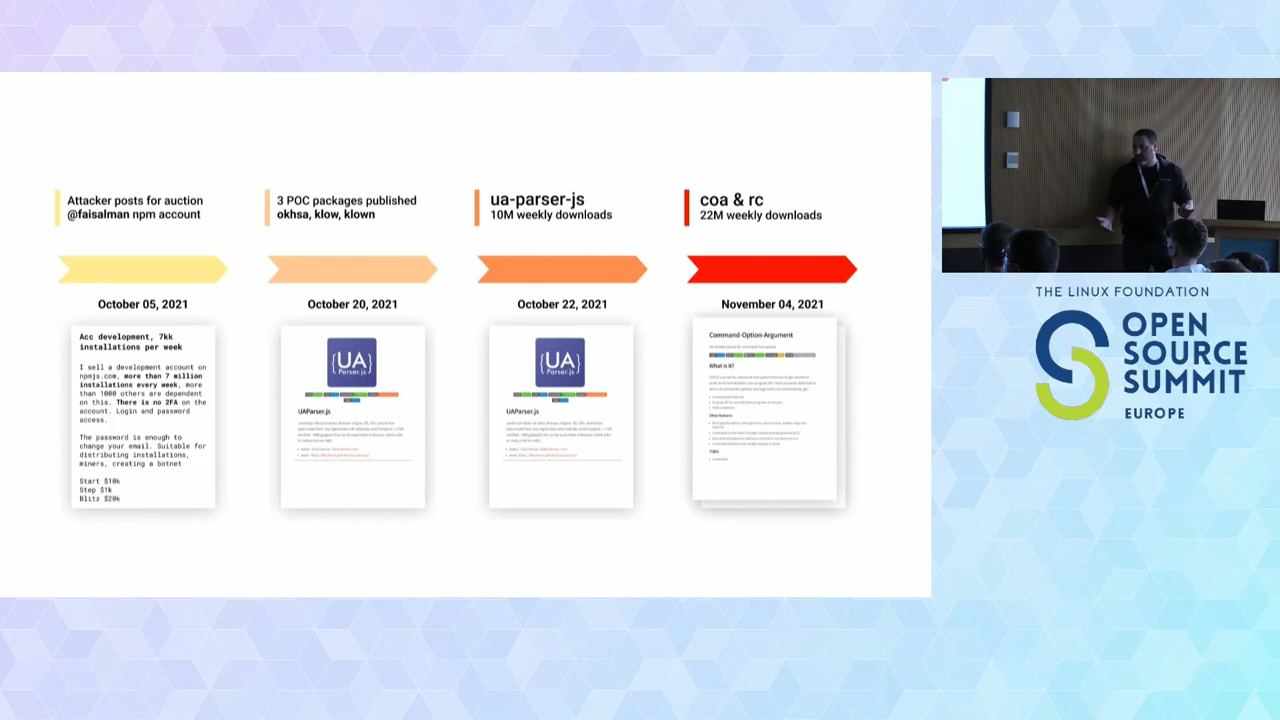 Attacker posts for auction
@faisalman npm account
3 POC packages published
okhsa, klow, klown
ua-parser-js
10M weekly downloads
coa & rc
22M weekly downloads
October 05, 2021
October 20, 2021
October 22, 2021
November 04, 2021
Acc development, 7kk
installations per week
I sell a development account on
npmjs.com, more than 7 million
installations every week, more
than 1000 others are dependent
on this. There is no 2FA on the
account. Login and password
access.
The password is enough to
change your email. Suitable for
distributing installations,
miners, creating a botnet
Start $10k
Step $1k
Blitz $20k
{UA}
Parser.js
UAParser.js
{UA}
Parser.js
UAParser.js
Command-Option-Argument
What is it?
THE LINUX FOUNDATION
OPEN
SOURCE
SUMMIT
EUROPE